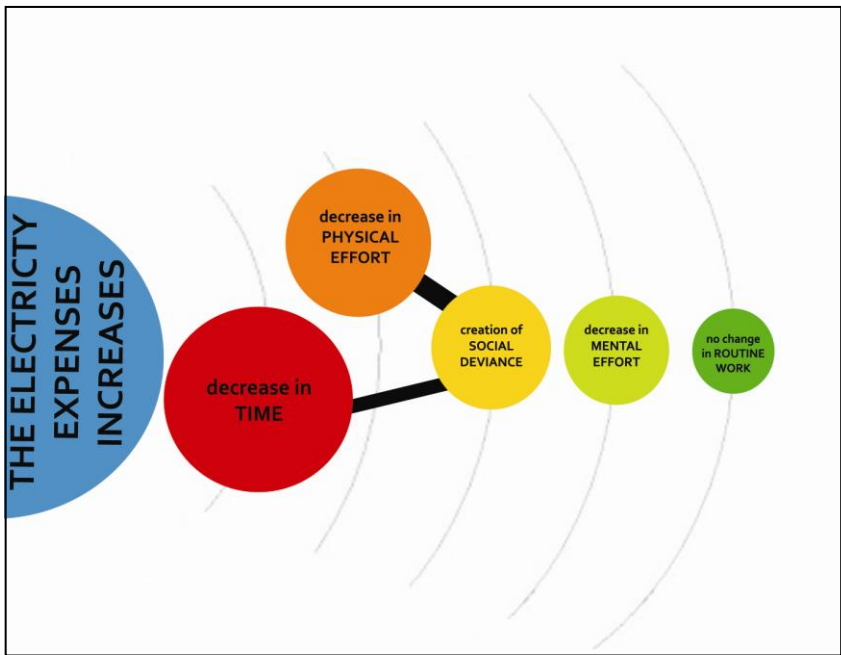 THE ELECTRICTY
EXPENSES
INCREASES
decrease in
PHYSICAL
EFFORT
decrease in
TIME
creation of
SOCIAL
DEVIANCE
decrease in
MENTAL
EFFORT
no change
in ROUTINE
WORK